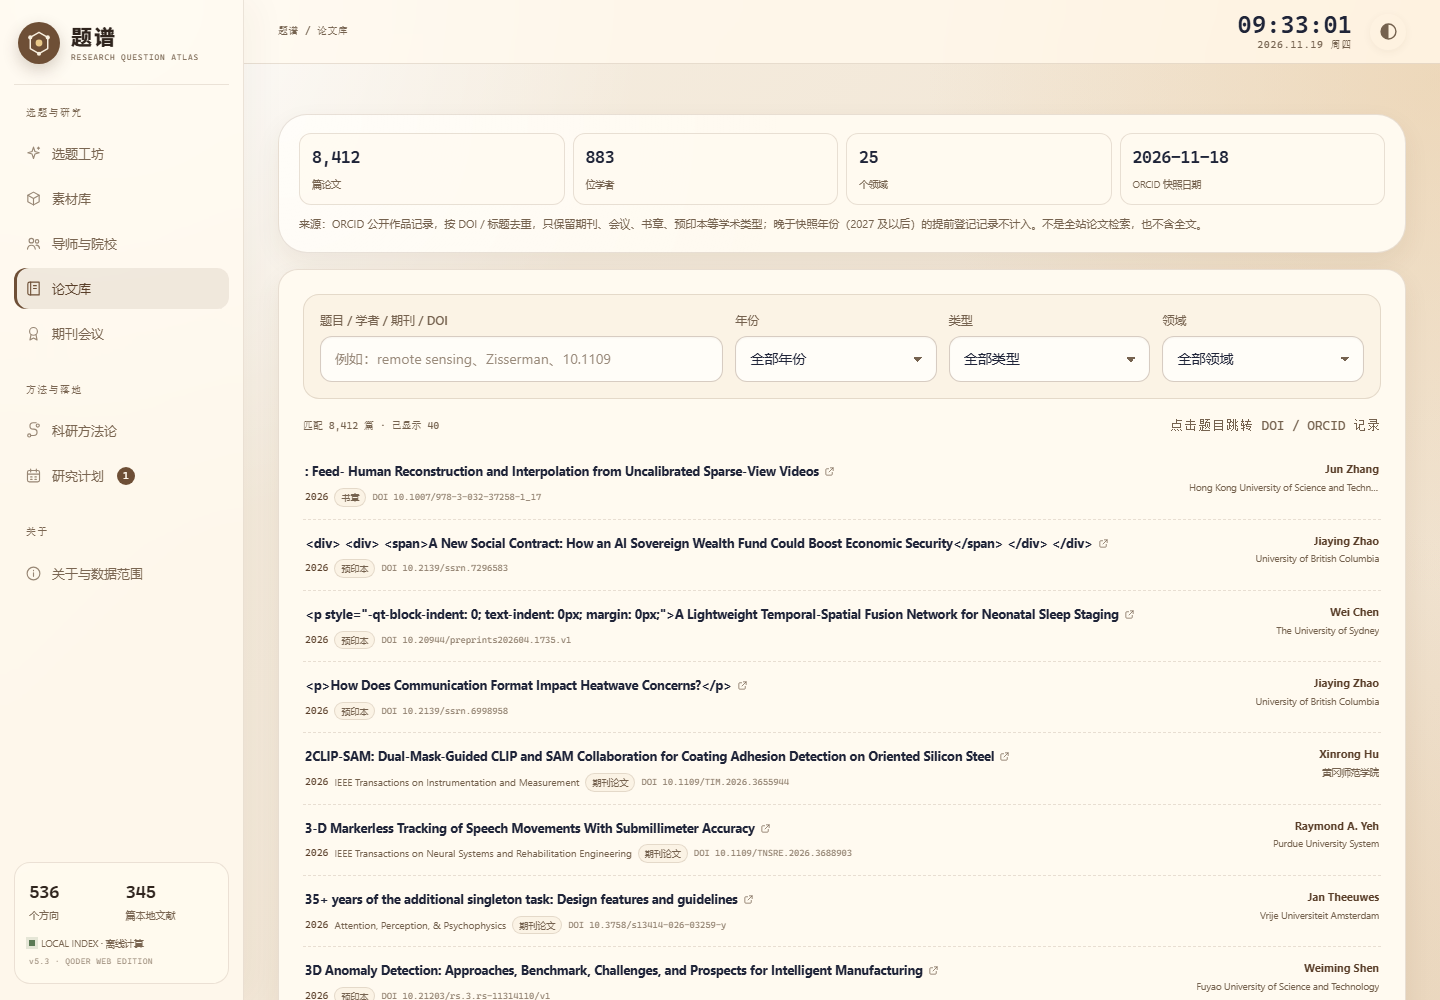 题谱
RESEARCH QUESTION ATLAS
选题与研究
选题工坊
素材库
导师与院校
论文库
期刊会议
方法与落地
科研方法论
研究计划 1
关于
关于与数据范围
536 345
个方向 篇本地文献
LOCAL INDEX · 离线计算
v5.3 · QODER WEB EDITION
题谱 / 论文库
09:33:01
2026.11.19 周四
8,412
篇论文
883
位学者
25
个领域
2026-11-18
ORCID 快照日期
来源：ORCID 公开作品记录，按 DOI / 标题去重，只保留期刊、会议、书章、预印本等学术类型；晚于快照年份（2027 及以后）的提前登记记录不计入。不是全站论文检索，也不含全文。
题目 / 学者 / 期刊 / DOI 年份 类型 领域
例如：remote sensing、Zisserman、10.1109 全部年份 全部类型 全部领域
匹配 8,412 篇 · 已显示 40 点击题目跳转 DOI / ORCID 记录
: Feed- Human Reconstruction and Interpolation from Uncalibrated Sparse-View Videos Jun Zhang
2026 书章 DOI 10.1007/978-3-032-37258-1_17 Hong Kong University of Science and Techn...
<div> <div> <span>A New Social Contract: How an AI Sovereign Wealth Fund Could Boost Economic Security</span> </div> </div> Jiaying Zhao
2026 预印本 DOI 10.2139/ssrn.7296583 University of British Columbia
<p style="-qt-block-indent: 0; text-indent: 0px; margin: 0px;">A Lightweight Temporal-Spatial Fusion Network for Neonatal Sleep Staging Wei Chen
2026 预印本 DOI 10.20944/preprints202604.1735.v1 The University of Sydney
<p>How Does Communication Format Impact Heatwave Concerns?</p> Jiaying Zhao
2026 预印本 DOI 10.2139/ssrn.6998958 University of British Columbia
2CLIP-SAM: Dual-Mask-Guided CLIP and SAM Collaboration for Coating Adhesion Detection on Oriented Silicon Steel Xinrong Hu
2026 IEEE Transactions on Instrumentation and Measurement 期刊论文 DOI 10.1109/TIM.2026.3655944 黄冈师范学院
3-D Markerless Tracking of Speech Movements With Submillimeter Accuracy Raymond A. Yeh
2026 IEEE Transactions on Neural Systems and Rehabilitation Engineering 期刊论文 DOI 10.1109/TNSRE.2026.3688903 Purdue University System
35+ years of the additional singleton task: Design features and guidelines Jan Theeuwes
2026 Attention, Perception, & Psychophysics 期刊论文 DOI 10.3758/s13414-026-03259-y Vrije Universiteit Amsterdam
3D Anomaly Detection: Approaches, Benchmark, Challenges, and Prospects for Intelligent Manufacturing Weiming Shen
2026 预印本 DOI 10.21203/rs.3.rs-11314110/v1 Fuyao University of Science and Technology